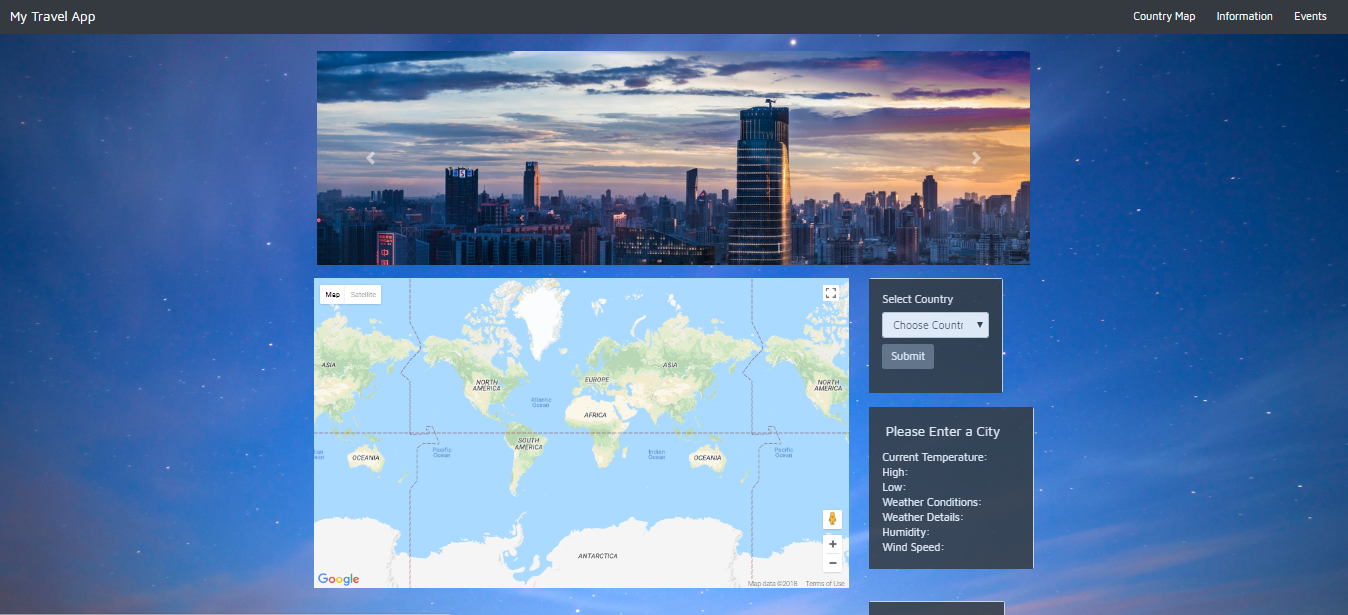 My Travel App
Country Map
Information
Events
Map
Satellite
ASIA
NORTH
AMERICA
Atlantic
Ocean
EUROPE
ASIA
NORTH
AMERICA
AFRICA
SOUTH
AMERICA
Pacific
Ocean
Indian
Ocean
Pacific
Ocean
OCEANIA
OCEANIA
ANTARCTICA
Google
Map data ©2018
Terms of Use
Select Country
Choose Countr
Submit
Please Enter a City
Current Temperature:
High:
Low:
Weather Conditions:
Weather Details:
Humidity:
Wind Speed: